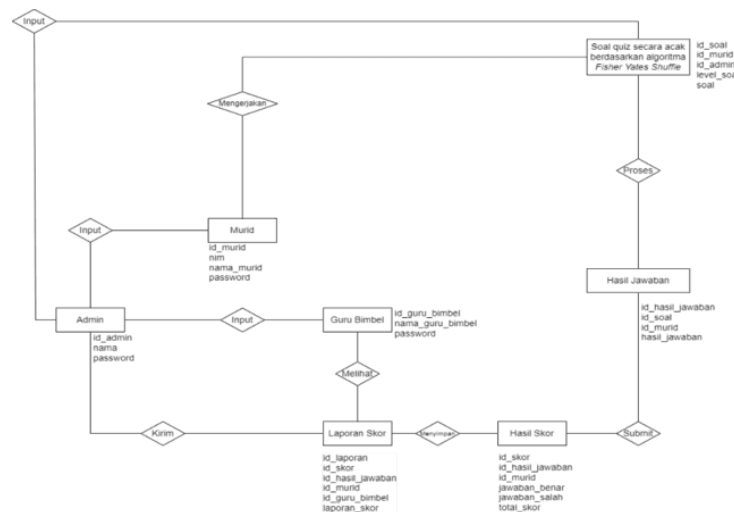 Input
Soal quiz secara acak
berdasarkan algoritma
Fisher Yates Shuffle
id_soal
id_murid
id_admin
level_soa
soal
Mengerjakan
Proses
Input
Murid
id_murid
nim
nama_murid
password
Hasil Jawaban
id_hasil_jawaban
id_soal
id_murid
hasil_jawaban
Admin
id_admin
nama
password
Input
Guru Bimbel
id_guru_bimbel
nama_guru_bimbel
password
Melihat
Kirim
Laporan Skor
id_laporan
id_skor
id_hasil_jawaban
id_murid
id_guru_bimbel
laporan_skor
Menyimpan
Hasil Skor
id_skor
id_hasil_jawaban
id_murid
jawaban_benar
jawaban_salah
total_skor
Submit